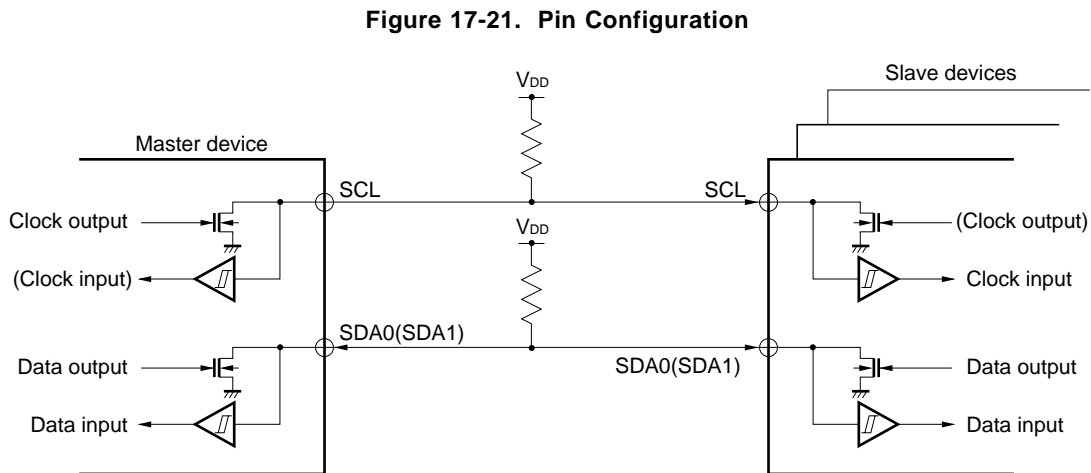 Figure 17-21. Pin Configuration
VDD
Slave devices
Master device
SCL
SCL
Clock output
(Clock output)
VDD
(Clock input)
Clock input
SDA0(SDA1)
SDA0(SDA1)
Data output
Data output
Data input
Data input